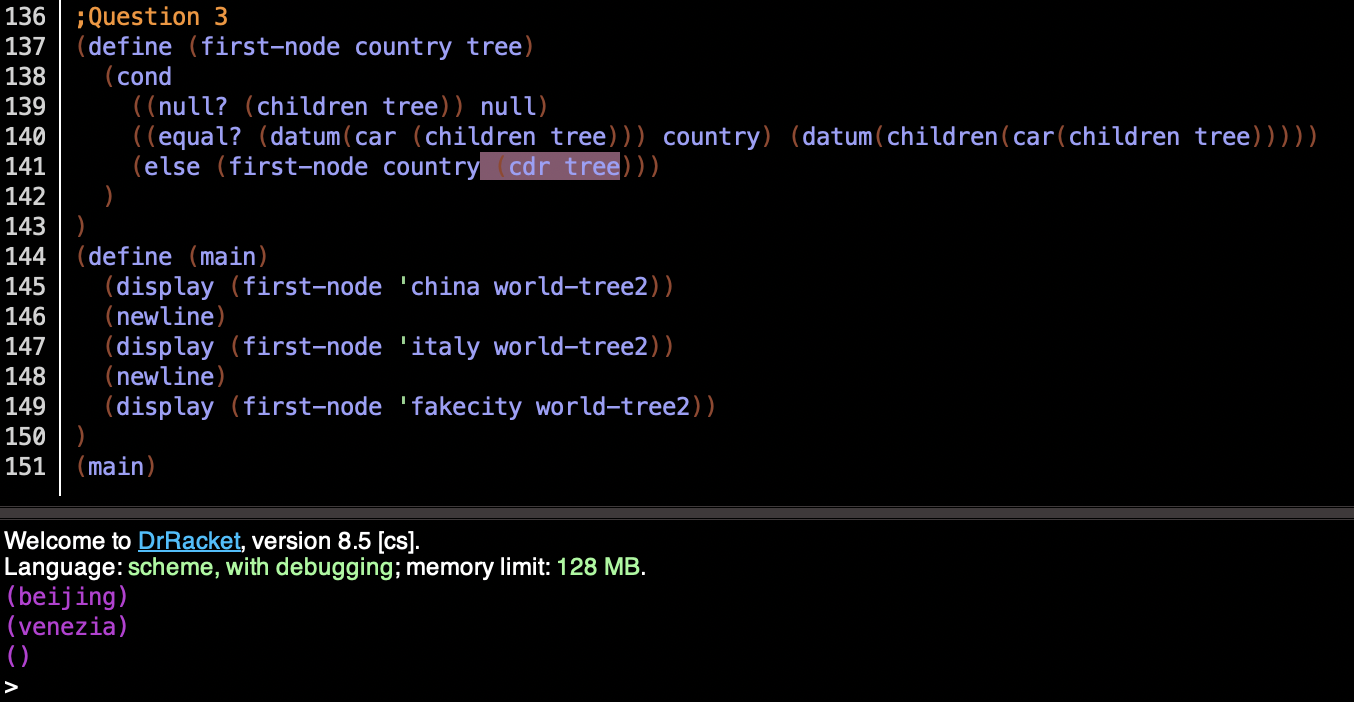 136 ;Question 3
137 (define (first-node country tree)
138   (cond
139     ((null? (children tree)) null)
140     ((equal? (datum(car (children tree))) country) (datum(children(car(children tree)))))
141     (else (first-node country (cdr tree)))
142   )
143 )
144 (define (main)
145   (display (first-node 'china world-tree2))
146   (newline)
147   (display (first-node 'italy world-tree2))
148   (newline)
149   (display (first-node 'fakecity world-tree2))
150 )
151 (main)
Welcome to DrRacket, version 8.5 [cs].
Language: scheme, with debugging; memory limit: 128 MB.
(beijing)
(venezia)
()
>